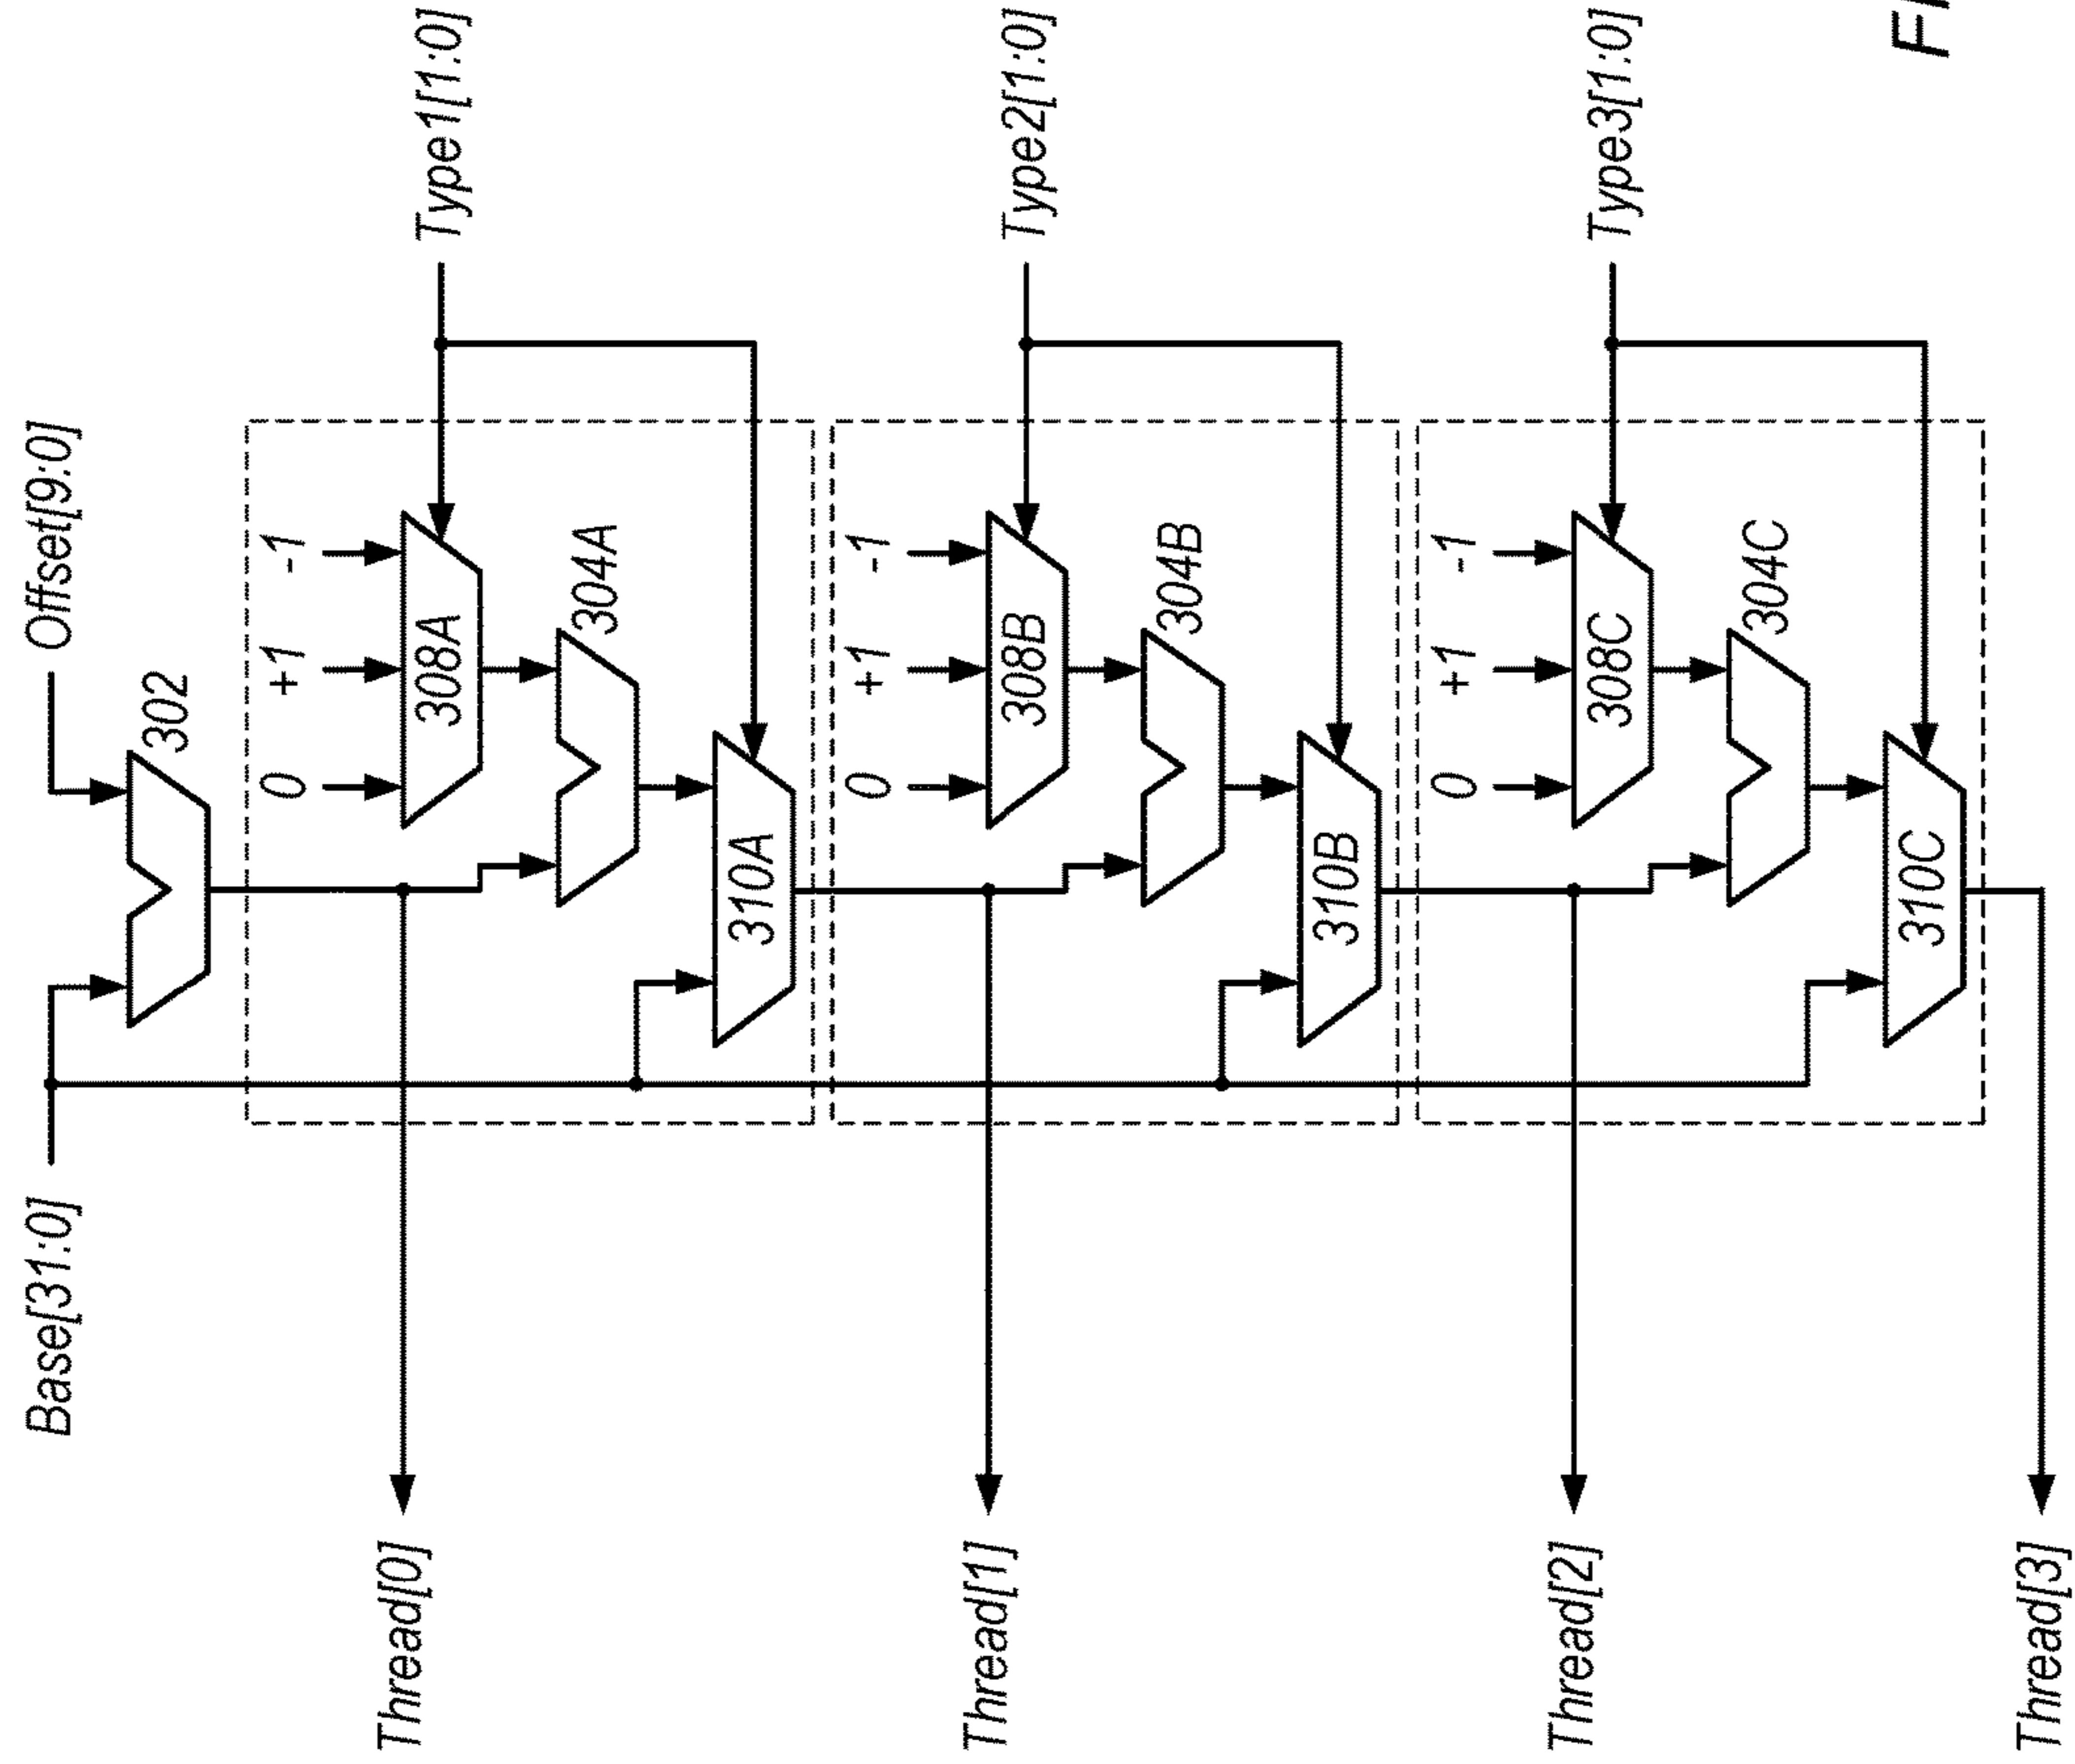 Base[31:0]
Offset[9:0]
302
0
+1
-1
308A
Type1[1:0]
304A
310A
Thread[0]
0
+1
-1
308B
Type2[1:0]
304B
310B
Thread[1]
0
+1
-1
308C
Type3[1:0]
304C
310C
Thread[2]
Thread[3]